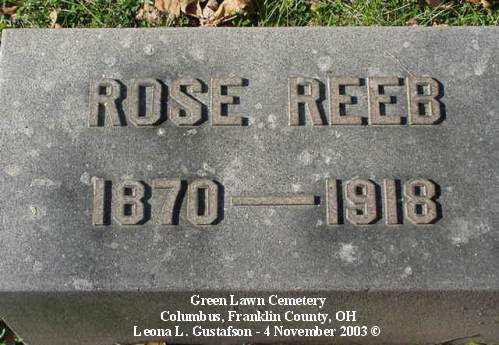 ROSE REEB
1870 — 1918
Green Lawn Cemetery
Columbus, Franklin County, OH
Leona L. Gustafson - 4 November 2003 ©